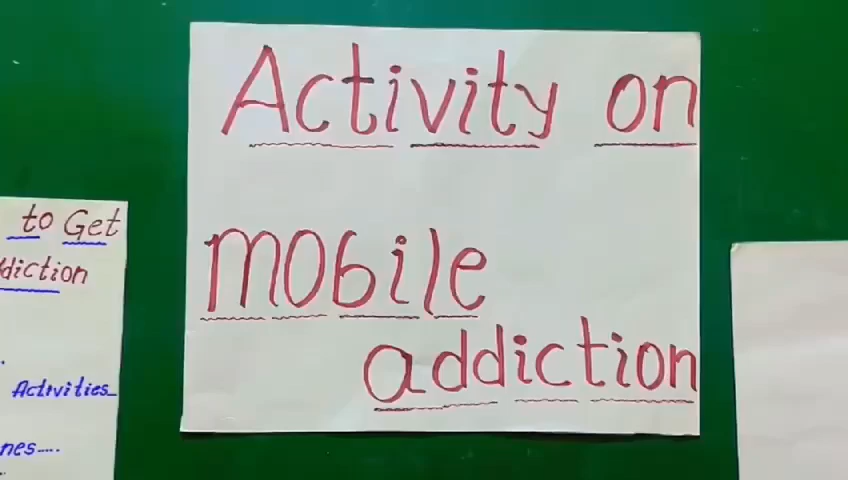 Activity on
mobile
addiction
to Get
diction
Activities
nes....